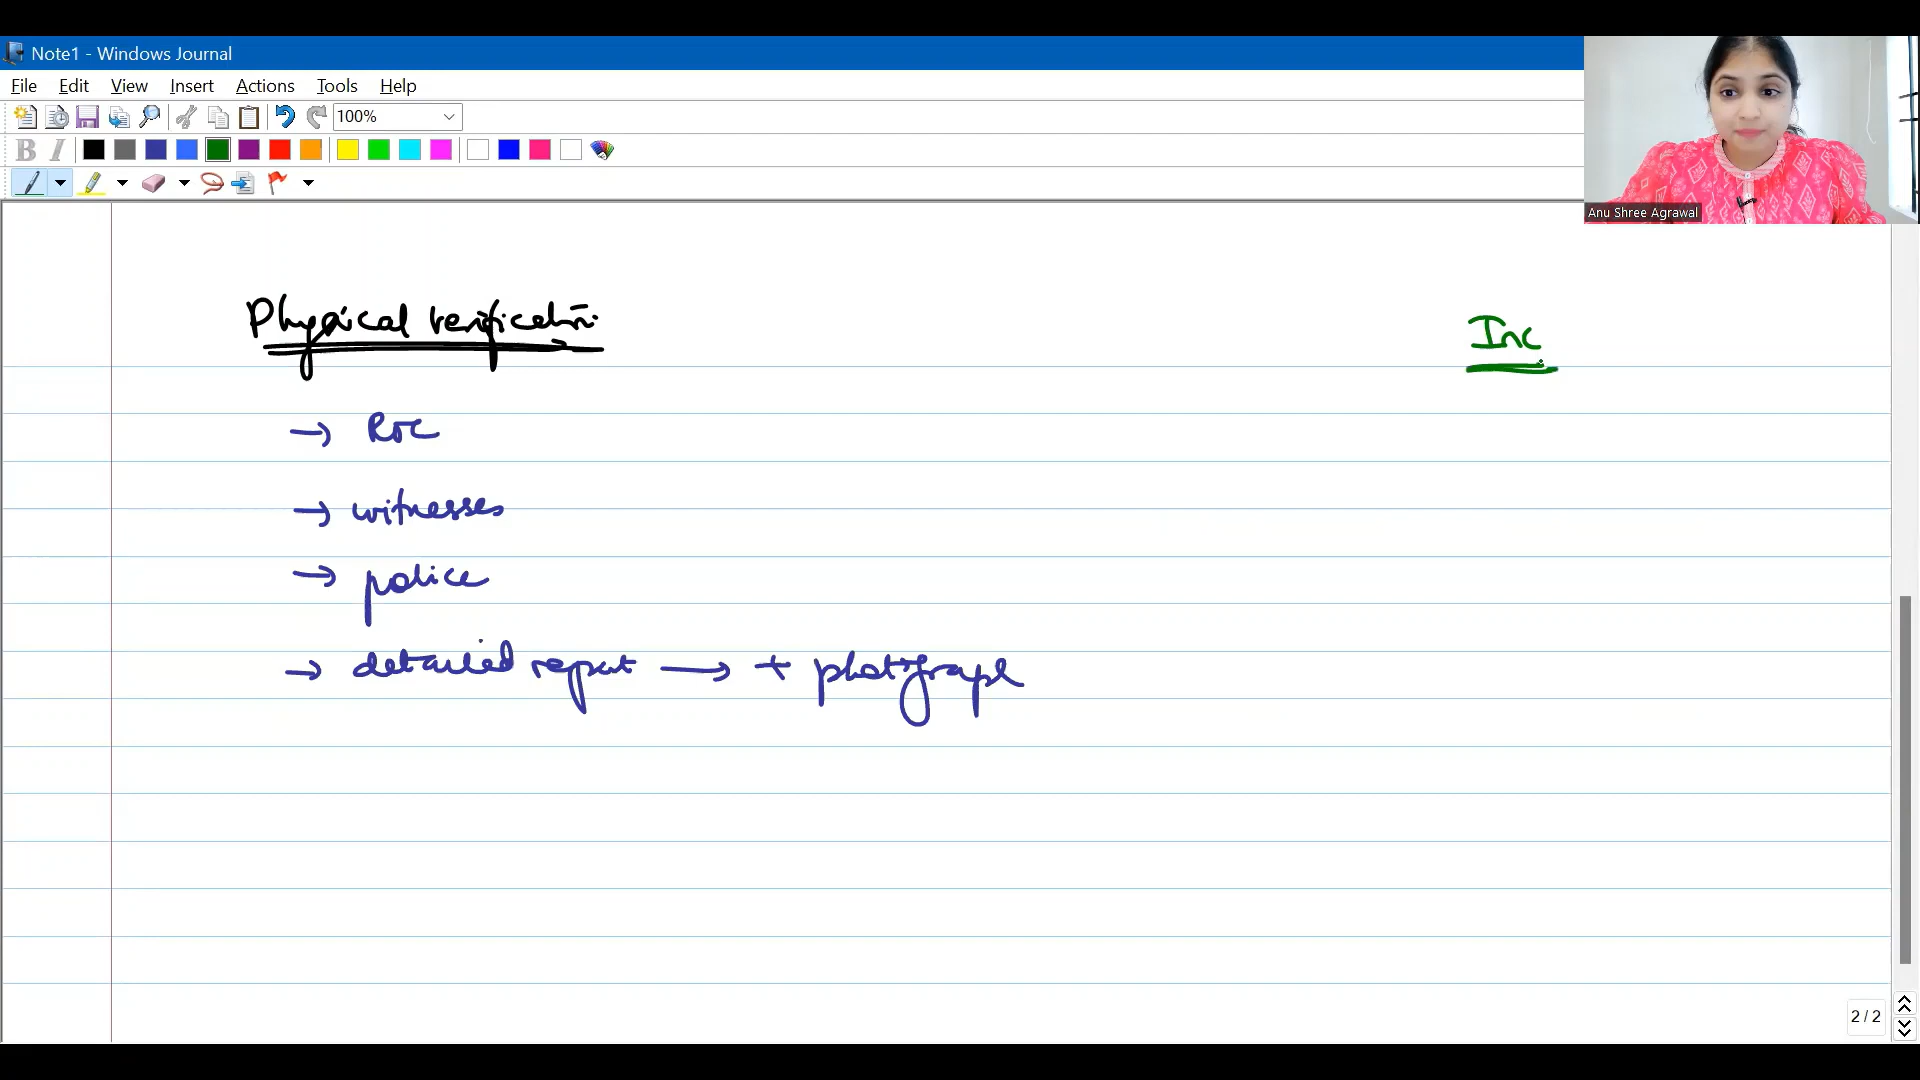 Note1 - Windows Journal
File Edit View Insert Actions Tools Help
100%
B I
Anu Shree Agrawal
Physical verification
Inc
→ ROC
→ witnesses
→ police
→ detailed report → + photograph
2 / 2